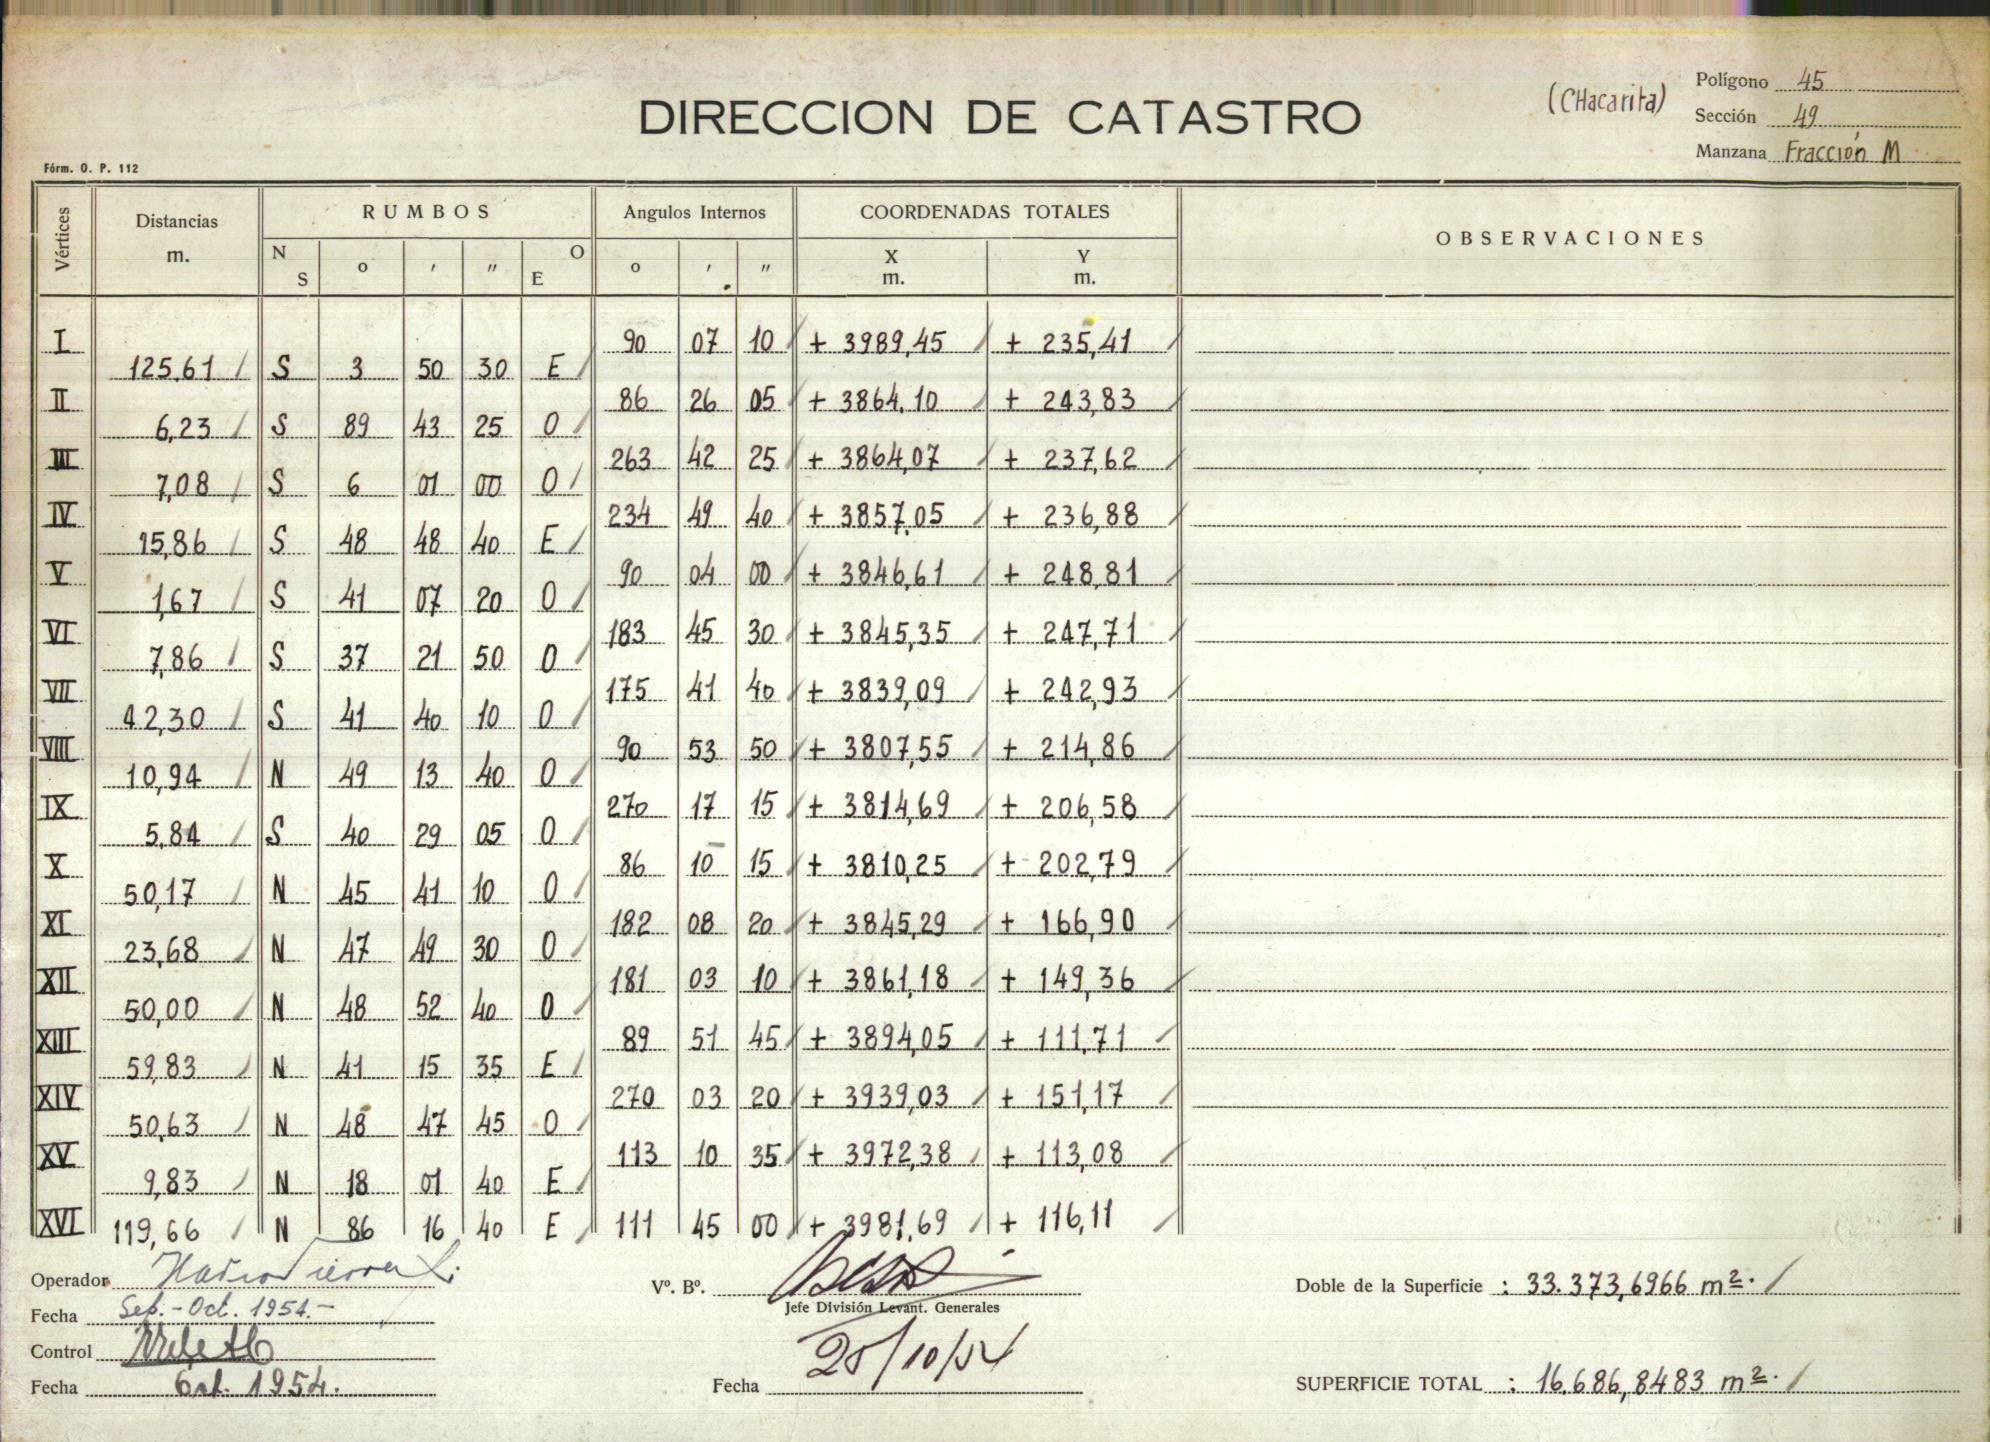 (CHacarita)
Polígono 45
DIRECCION DE CATASTRO
Sección 49
Manzana Fracción M
Fórm. O. P. 112
Vértices Distancias m. RUMBOS Angulos Internos COORDENADAS TOTALES OBSERVACIONES
N S ° ' " O E ° ' " X m. Y m.
I 90 07 10 + 3989,45 + 235,41
125,61 S 3 50 30 E
II 86 26 05 + 3864,10 + 243,83
6,23 S 89 43 25 O
III 263 42 25 + 3864,07 + 237,62
7,08 S 6 01 00 O
IV 234 49 40 + 3857,05 + 236,88
15,86 S 48 48 40 E
V 90 04 00 + 3846,61 + 248,81
1,67 S 41 07 20 O
VI 183 45 30 + 3845,35 + 247,71
7,86 S 37 21 50 O
VII 175 41 40 + 3839,09 + 242,93
42,30 S 41 40 10 O
VIII 90 53 50 + 3807,55 + 214,86
10,94 N 49 13 40 O
IX 270 17 15 + 3814,69 + 206,58
5,84 S 40 29 05 O
X 86 10 15 + 3810,25 + 202,79
50,17 N 45 41 10 O
XI 182 08 20 + 3845,29 + 166,90
23,68 N 47 49 30 O
XII 181 03 10 + 3861,18 + 149,36
50,00 N 48 52 40 O
XIII 89 51 45 + 3894,05 + 111,71
59,83 N 41 15 35 E
XIV 270 03 20 + 3939,03 + 151,17
50,63 N 48 47 45 O
XV 113 10 35 + 3972,38 + 113,08
9,83 N 18 01 40 E
XVI 119,66 N 86 16 40 E 111 45 00 + 3981,69 + 116,11
Operador
Vº. Bº.
Doble de la Superficie : 33.373,6966 m2.
Jefe División Levant. Generales
Fecha Sep.-Oct. 1954.-
Control
Fecha Oct. 1954.
Fecha 25/10/54
SUPERFICIE TOTAL : 16.686,8483 m2.